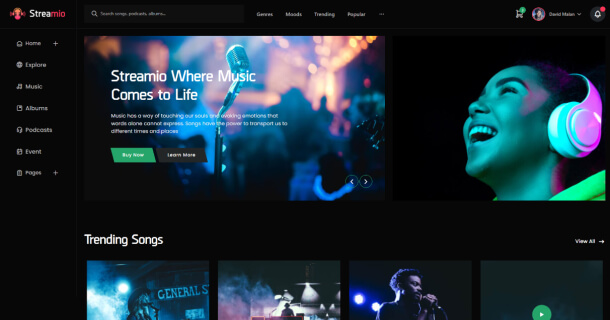 Streamio
Search songs, podcasts, albums...
Genres
Moods
Trending
Popular
David Malan
Home
Explore
Music
Albums
Podcasts
Event
Pages
Streamio Where Music
Comes to Life
Music has a way of touching our souls and evoking emotions that
words alone cannot express. Songs have the power to transport us to
different times and places
Buy Now
Learn More
Trending Songs
View All
GENERAL S